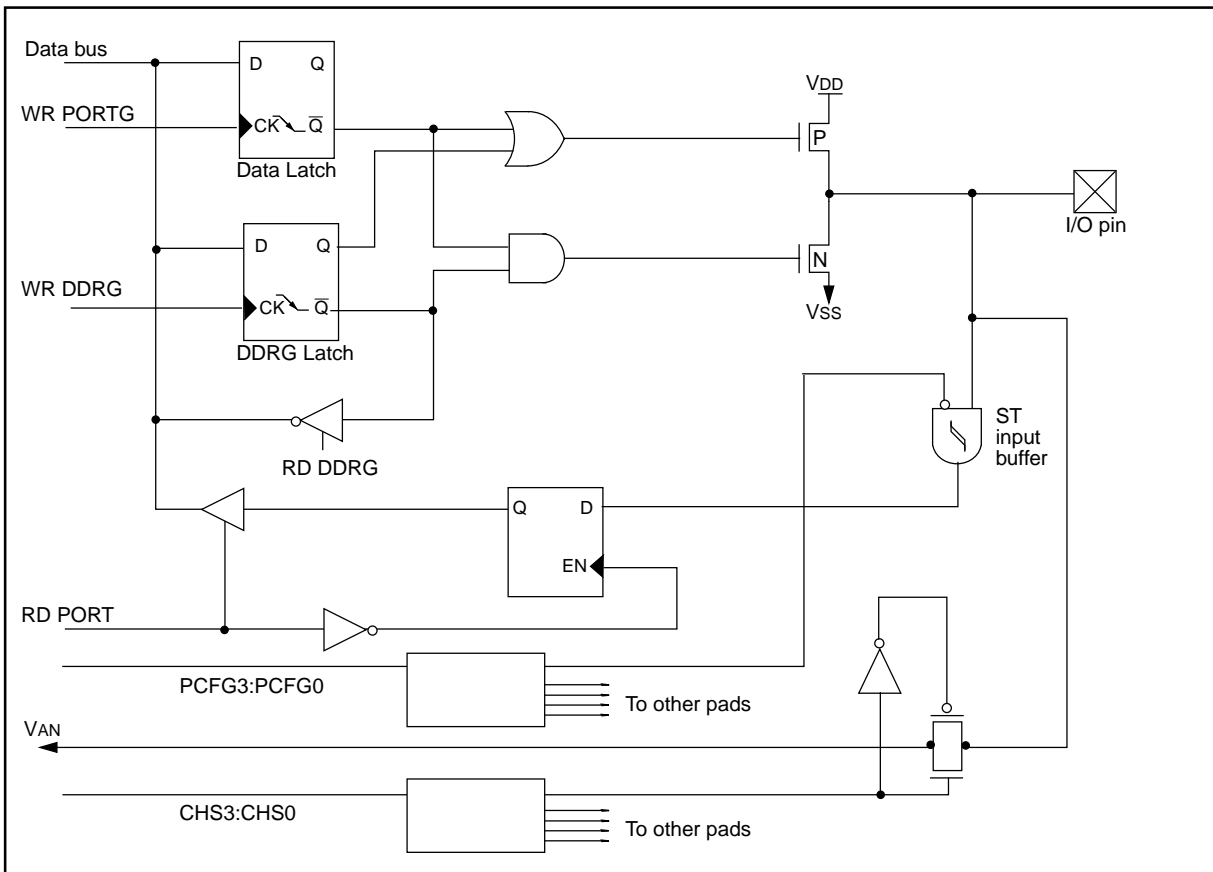 Data bus
D Q
WR PORTG
CK Q̅
Data Latch
VDD
P
I/O pin
D Q
WR DDRG
CK Q̅
DDRG Latch
N
VSS
RD DDRG
ST
input
buffer
Q D
EN
RD PORT
PCFG3:PCFG0
To other pads
VAN
CHS3:CHS0
To other pads